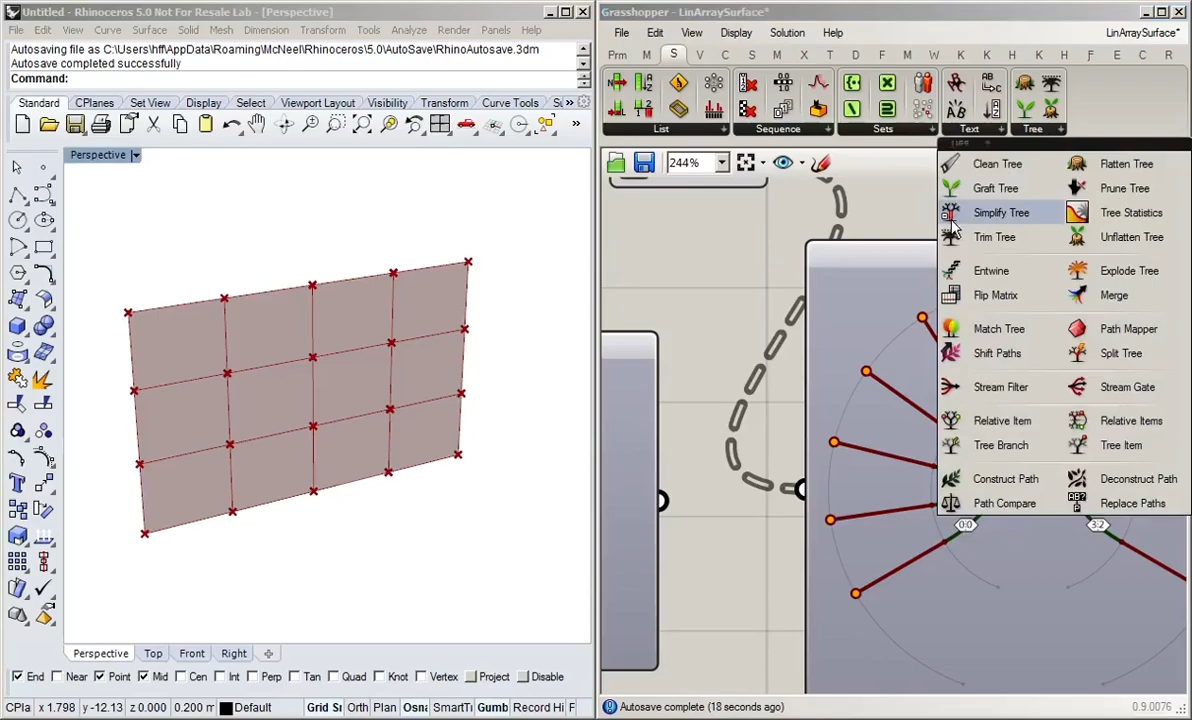 Untitled - Rhinoceros 5.0 Not For Resale Lab - [Perspective]
File Edit View Curve Surface Solid Mesh Dimension Transform Tools Analyze Render Panels Help
Autosaving file as C:\Users\hff\AppData\Roaming\McNeel\Rhinoceros\5.0\AutoSave\RhinoAutosave.3dm
Autosave completed successfully
Command:
Standard CPlanes Set View Display Select Viewport Layout Visibility Transform Curve Tools
Perspective
Perspective Top Front Right
End Near Point Mid Cen Int Perp Tan Quad Knot Vertex Project Disable
CPla x 1.798 y -12.13 z 0.000 0.200 m Default Grid S Orth Plan Osna SmartTi Gumb Record Hi F
Grasshopper - LinArraySurface*
File Edit View Display Solution Help LinArraySurface*
Prm M S V C S M X T D F M W K K H F E C R
List Sequence Sets Text Tree
244%
Tree
Clean Tree Flatten Tree
Graft Tree Prune Tree
Simplify Tree Tree Statistics
Trim Tree Unflatten Tree
Entwine Explode Tree
Flip Matrix Merge
Match Tree Path Mapper
Shift Paths Split Tree
Stream Filter Stream Gate
Relative Item Relative Items
Tree Branch Tree Item
Construct Path Deconstruct Path
Path Compare Replace Paths
0:0 3:2
Autosave complete (18 seconds ago) 0.9.0076